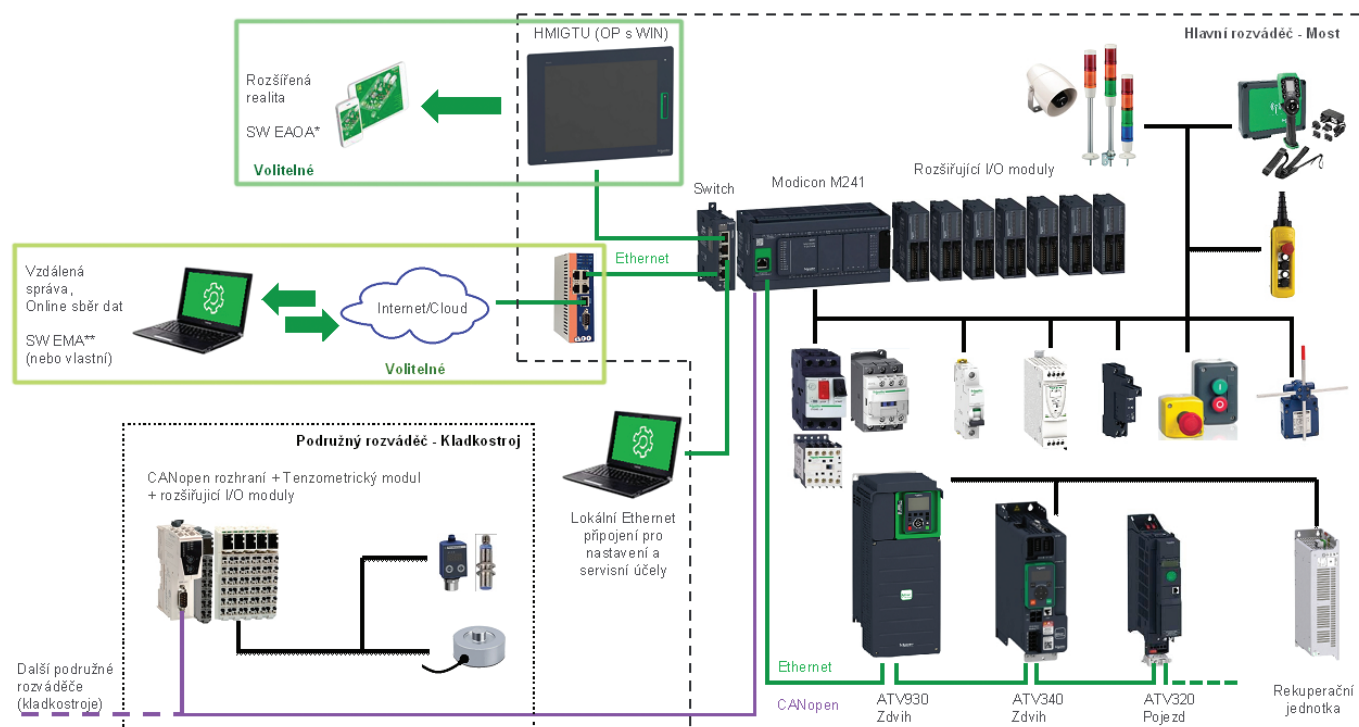 HMIGTU (OP s WIN)
Hlavní rozváděč - Most
Rozšířená
realita
SW EAOA*
Volitelné
Switch
Modicon M241
Rozšiřující I/O moduly
Ethernet
Vzdálená
správa,
Online sběr dat
SW EMA**
(nebo vlastní)
Internet/Cloud
Volitelné
Podružný rozváděč - Kladkostroj
CANopen rozhraní + Tenzometrický modul
+ rozšiřující I/O moduly
Lokální Ethernet
připojení pro
nastavení a
servisní účely
Další podružné
rozváděče
(kladkostroje)
Ethernet
CANopen
ATV930
Zdvih
ATV340
Zdvih
ATV320
Pojezd
Rekuperační
jednotka